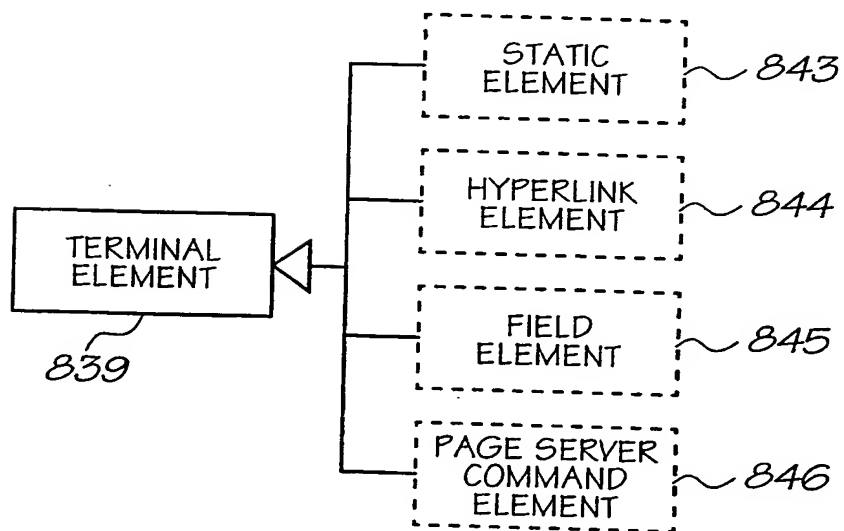 STATIC
ELEMENT
843
HYPERLINK
ELEMENT
844
TERMINAL
ELEMENT
839
FIELD
ELEMENT
845
PAGE SERVER
COMMAND
ELEMENT
846